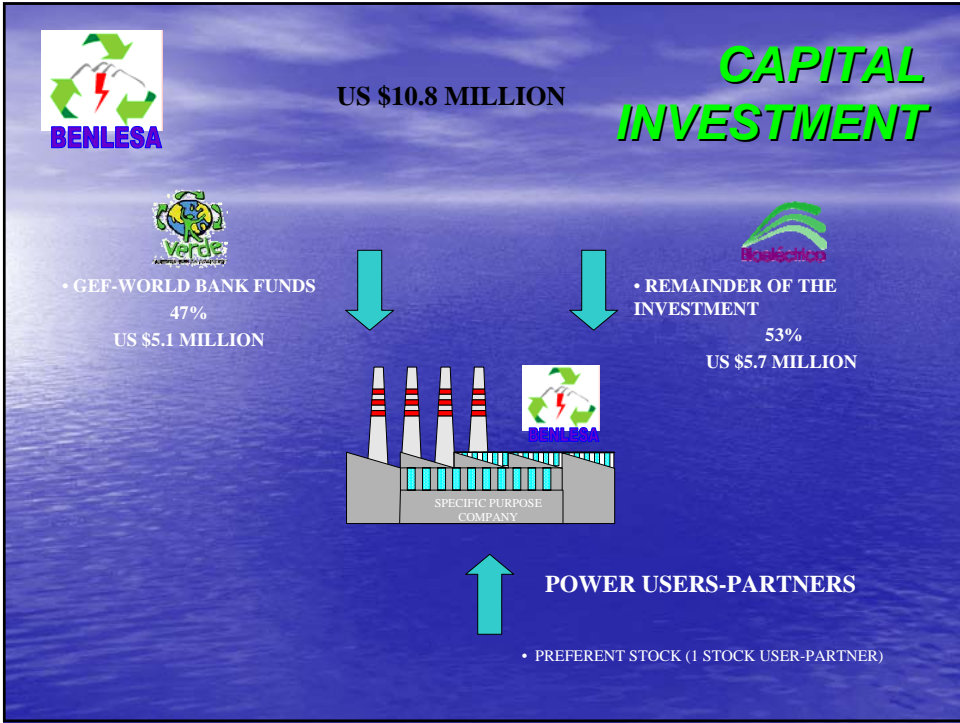 CAPITAL
INVESTMENT
US $10.8 MILLION
BENLESA
Verde
• GEF-WORLD BANK FUNDS
47%
US $5.1 MILLION
Bioeléctrica
• REMAINDER OF THE
INVESTMENT
53%
US $5.7 MILLION
BENLESA
SPECIFIC PURPOSE
COMPANY
POWER USERS-PARTNERS
• PREFERENT STOCK (1 STOCK USER-PARTNER)